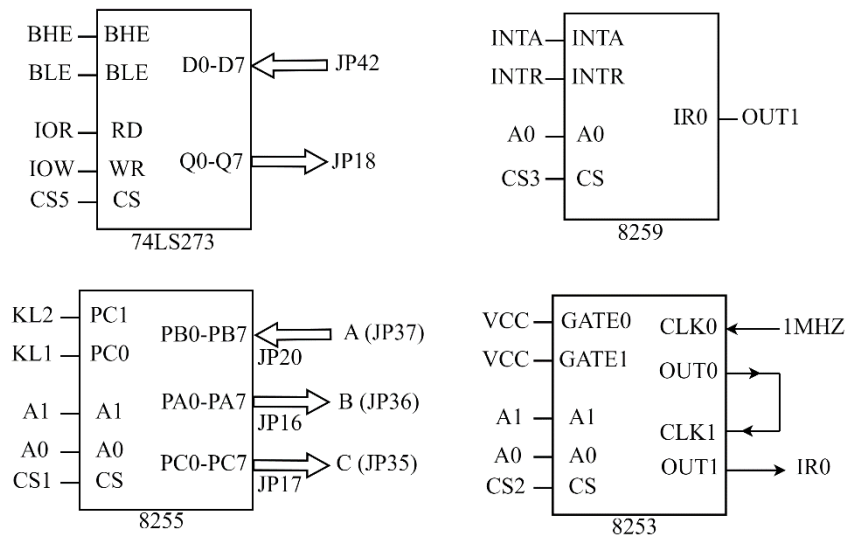 BHE BHE
BLE BLE
D0-D7 JP42
IOR RD
IOW WR
Q0-Q7 JP18
CS5 CS
74LS273
INTA INTA
INTR INTR
IR0 OUT1
A0 A0
CS3 CS
8259
KL2 PC1
PB0-PB7 A (JP37)
KL1 PC0
JP20
PA0-PA7 B (JP36)
A1 A1
JP16
A0 A0
PC0-PC7 C (JP35)
CS1 CS
JP17
8255
VCC GATE0
CLK0 1MHZ
VCC GATE1
OUT0
A1 A1
CLK1
A0 A0
OUT1 IR0
CS2 CS
8253